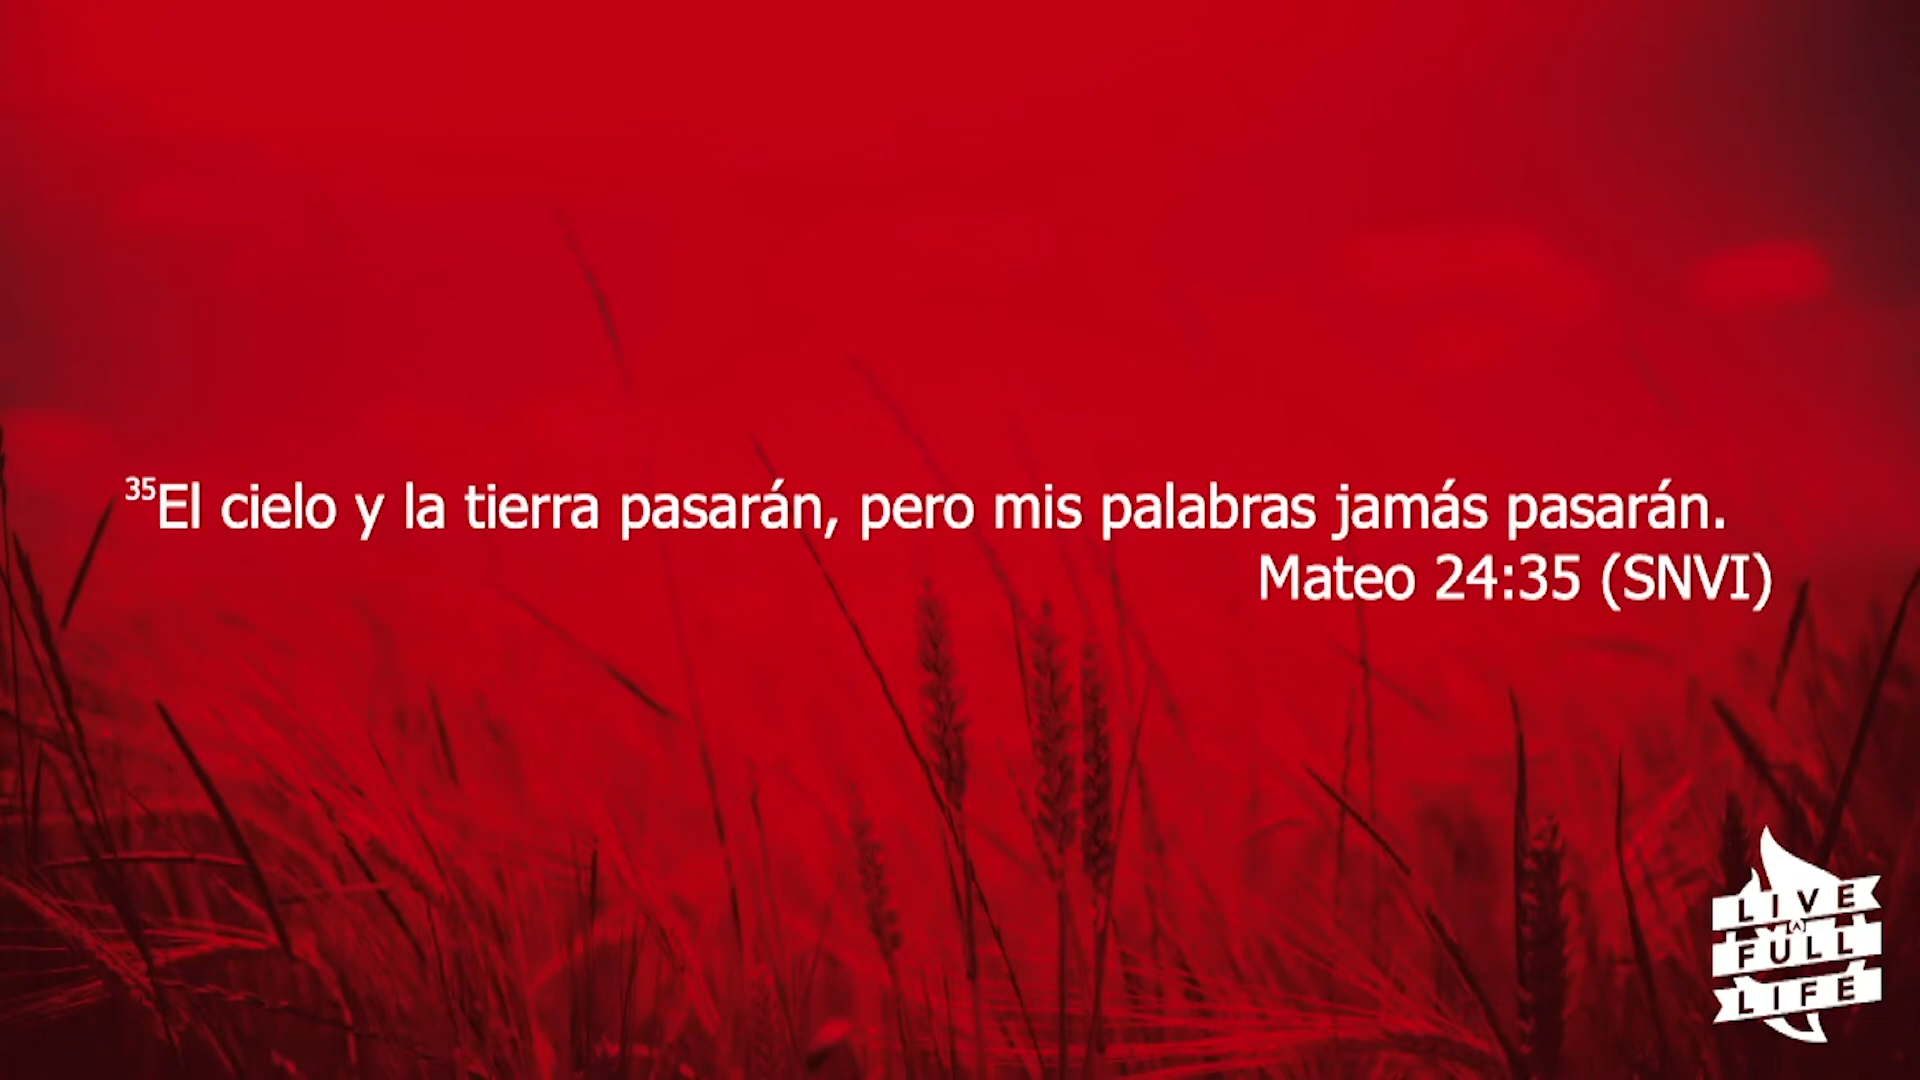 ³⁵El cielo y la tierra pasarán, pero mis palabras jamás pasarán.
Mateo 24:35 (SNVI)
LIVE
A
FULL
LIFE